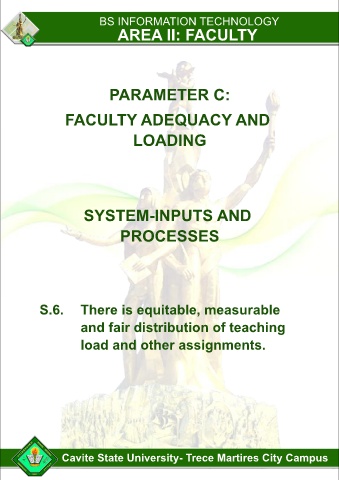 BS INFORMATION TECHNOLOGY
AREA II: FACULTY
PARAMETER C:
FACULTY ADEQUACY AND
LOADING
SYSTEM-INPUTS AND
PROCESSES
S.6. There is equitable, measurable
and fair distribution of teaching
load and other assignments.
Cavite State University- Trece Martires City Campus